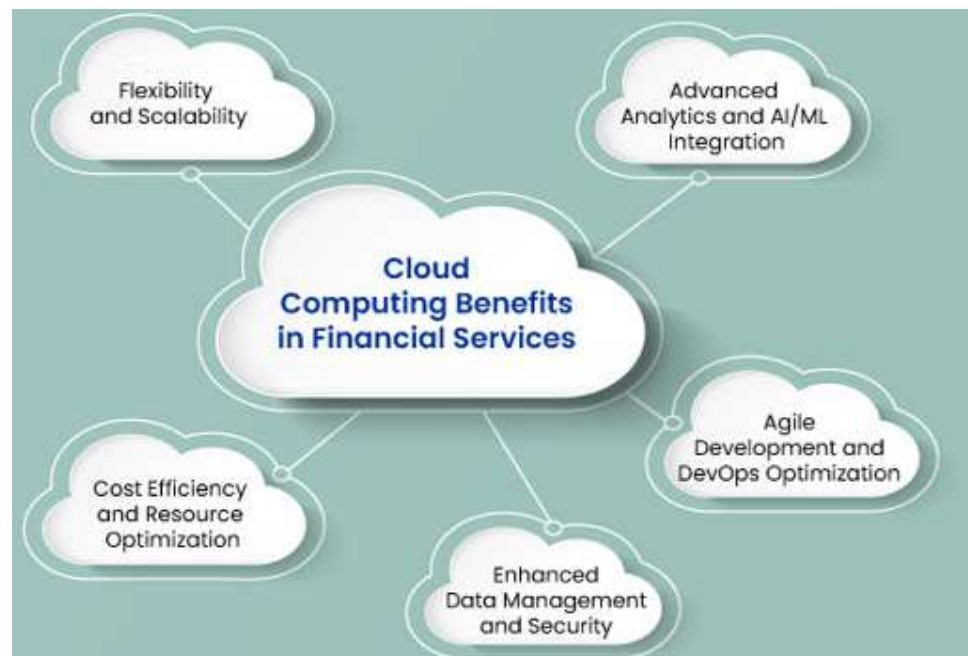 Flexibility
and Scalability
Advanced
Analytics and AI/ML
Integration
Cloud
Computing Benefits
in Financial Services
Agile
Development and
DevOps Optimization
Cost Efficiency
and Resource
Optimization
Enhanced
Data Management
and Security